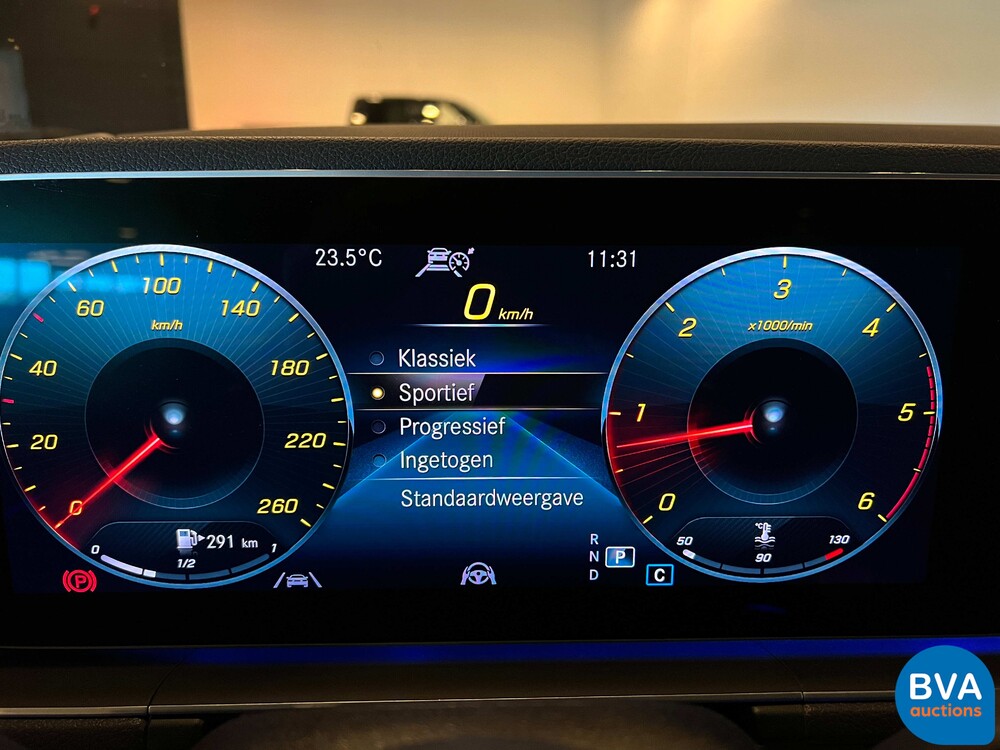 23.5°C
11:31
0 km/h
0
20
40
60
100
140
180
220
260
km/h
0
1/2
1
291 km
Klassiek
Sportief
Progressief
Ingetogen
Standaardweergave
R
N P
D
C
0
1
2
3
4
5
6
x1000/min
°C
50
90
130
P
BVA
auctions